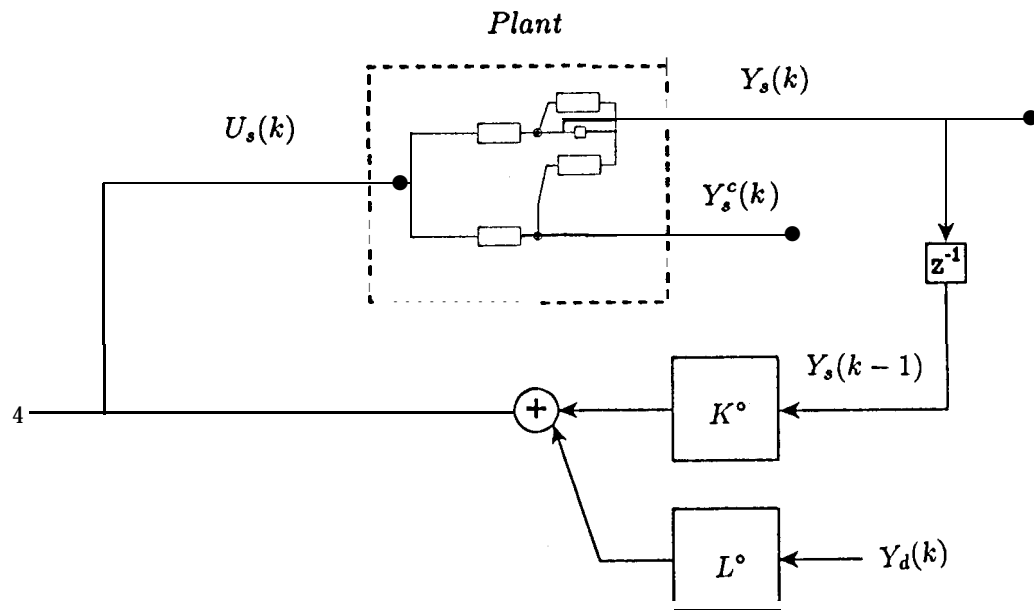 Plant
Y_s(k)
U_s(k)
Y_s^c(k)
z^-1
Y_s(k − 1)
4
+
K°
L°
Y_d(k)